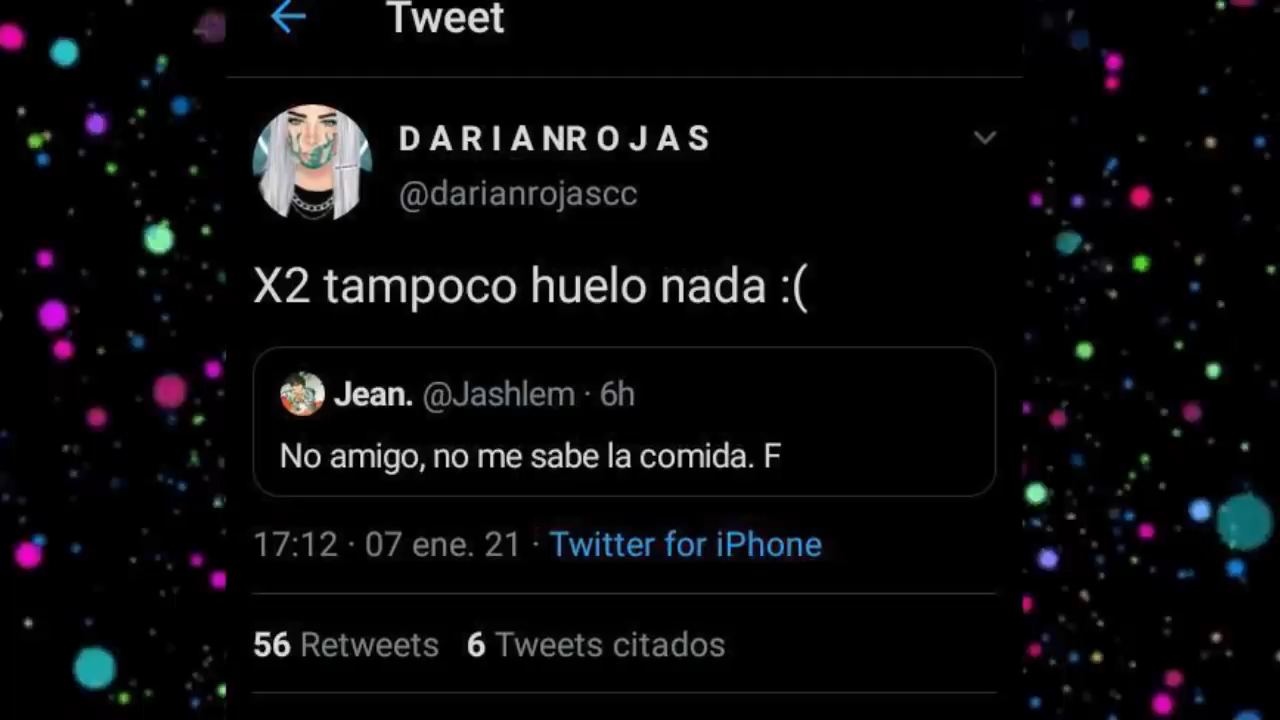 Tweet
D A R I A NR O J A S
@darianrojascc
X2 tampoco huelo nada :(
Jean. @Jashlem · 6h
No amigo, no me sabe la comida. F
17:12 · 07 ene. 21 · Twitter for iPhone
56 Retweets 6 Tweets citados